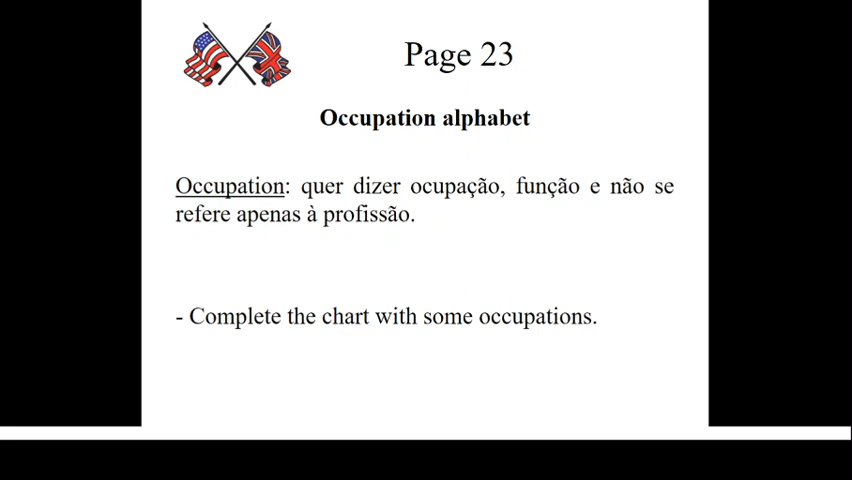 Page 23
Occupation alphabet
Occupation: quer dizer ocupação, função e não se
refere apenas à profissão.
- Complete the chart with some occupations.